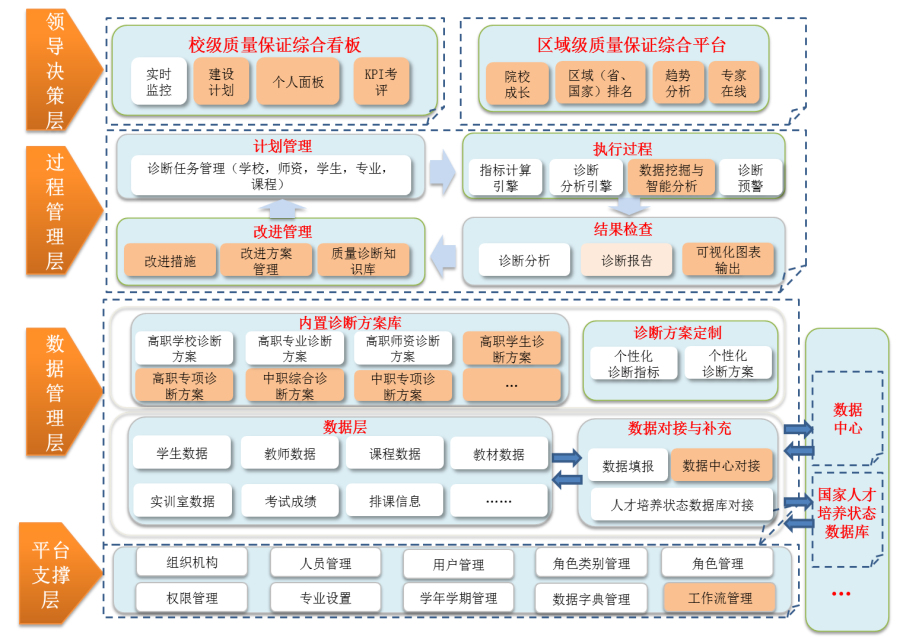 领
导
决
策
层
校级质量保证综合看板
实时
监控
建设
计划
个人面板
KPI考
评
区域级质量保证综合平台
院校
成长
区域（省、
国家）排名
趋势
分析
专家
在线
过
程
管
理
层
计划管理
诊断任务管理（学校，师资，学生，专业，
课程）
执行过程
指标计算
引擎
诊断
分析引擎
数据挖掘与
智能分析
诊断
预警
改进管理
改进措施
改进方案
管理
质量诊断知
识库
结果检查
诊断分析
诊断报告
可视化图表
输出
数
据
管
理
层
内置诊断方案库
高职学校诊断
方案
高职专业诊断
方案
高职师资诊断
方案
高职学生诊
断方案
高职专项诊
断方案
中职综合诊
断方案
中职专项诊
断方案
...
诊断方案定制
个性化
诊断指标
个性化
诊断方案
数据层
学生数据
教师数据
课程数据
教材数据
实训室数据
考试成绩
排课信息
……
数据对接与补充
数据填报
数据中心对接
人才培养状态数据库对接
数据
中心
国家人才
培养状态
数据库
...
平台
支撑
层
组织机构
人员管理
用户管理
角色类别管理
角色管理
权限管理
专业设置
学年学期管理
数据字典管理
工作流管理